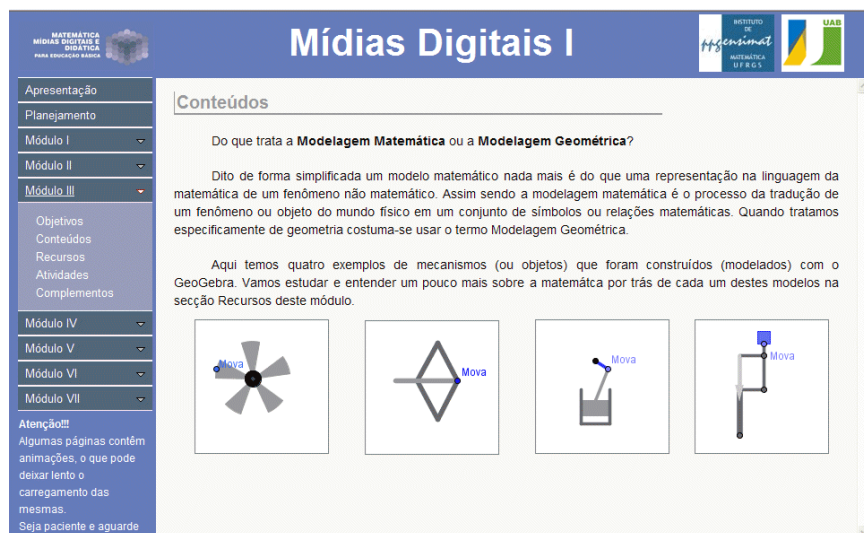 MATEMÁTICA
MÍDIAS DIGITAIS E
DIDÁTICA
PARA EDUCAÇÃO BÁSICA
Mídias Digitais I
INSTITUTO
DE
ppgensimat
MATEMÁTICA
UFRGS
UAB
Apresentação
Planejamento
Módulo I
Módulo II
Módulo III
Objetivos
Conteúdos
Recursos
Atividades
Complementos
Módulo IV
Módulo V
Módulo VI
Módulo VII
Atenção!!!
Algumas páginas contêm
animações, o que pode
deixar lento o
carregamento das
mesmas.
Seja paciente e aguarde
Conteúdos
Do que trata a Modelagem Matemática ou a Modelagem Geométrica?
Dito de forma simplificada um modelo matemático nada mais é do que uma representação na linguagem da
matemática de um fenômeno não matemático. Assim sendo a modelagem matemática é o processo da tradução de
um fenômeno ou objeto do mundo físico em um conjunto de símbolos ou relações matemáticas. Quando tratamos
especificamente de geometria costuma-se usar o termo Modelagem Geométrica.
Aqui temos quatro exemplos de mecanismos (ou objetos) que foram construídos (modelados) com o
GeoGebra. Vamos estudar e entender um pouco mais sobre a matemátca por trás de cada um destes modelos na
secção Recursos deste módulo.
Mova
Mova
Mova
Mova